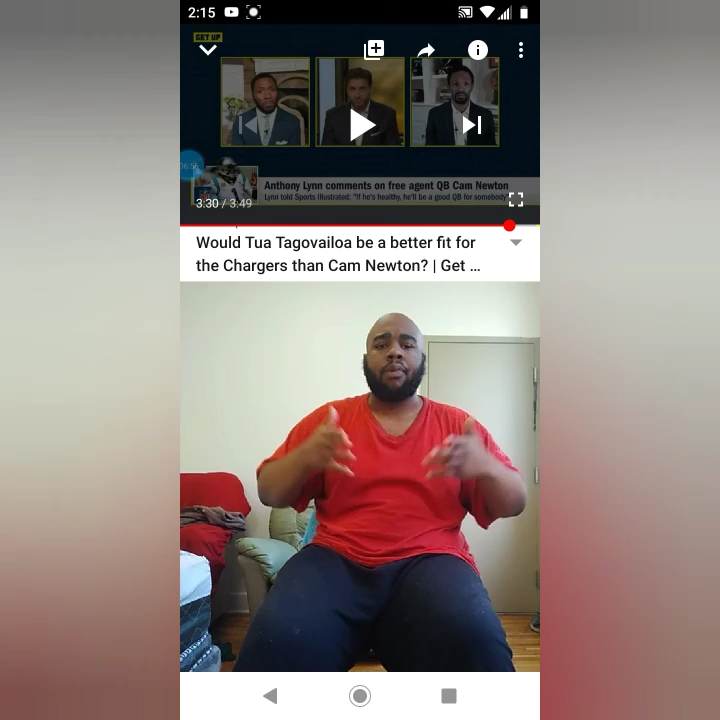 2:15
GET UP
06:56
Anthony Lynn comments on free agent QB Cam Newton
Lynn told Sports Illustrated: "If he's healthy, he'll be a good QB for somebody"
3:30 / 3:49
Would Tua Tagovailoa be a better fit for
the Chargers than Cam Newton? | Get ...